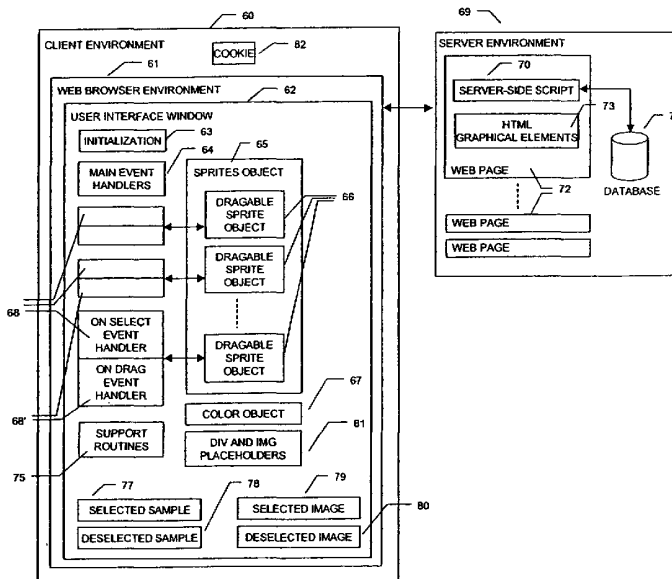 60
69
CLIENT ENVIRONMENT
COOKIE
82
SERVER ENVIRONMENT
61
WEB BROWSER ENVIRONMENT
62
70
SERVER-SIDE SCRIPT
USER INTERFACE WINDOW
63
INITIALIZATION
64
65
HTML
GRAPHICAL ELEMENTS
73
7
MAIN EVENT
HANDLERS
SPRITES OBJECT
WEB PAGE
DATABASE
DRAGABLE
SPRITE
OBJECT
66
72
WEB PAGE
WEB PAGE
DRAGABLE
SPRITE
OBJECT
68
ON SELECT
EVENT
HANDLER
DRAGABLE
SPRITE
OBJECT
ON DRAG
EVENT
HANDLER
67
68'
COLOR OBJECT
81
SUPPORT
ROUTINES
DIV AND IMG
PLACEHOLDERS
75
77
78
79
SELECTED SAMPLE
SELECTED IMAGE
80
DESELECTED SAMPLE
DESELECTED IMAGE